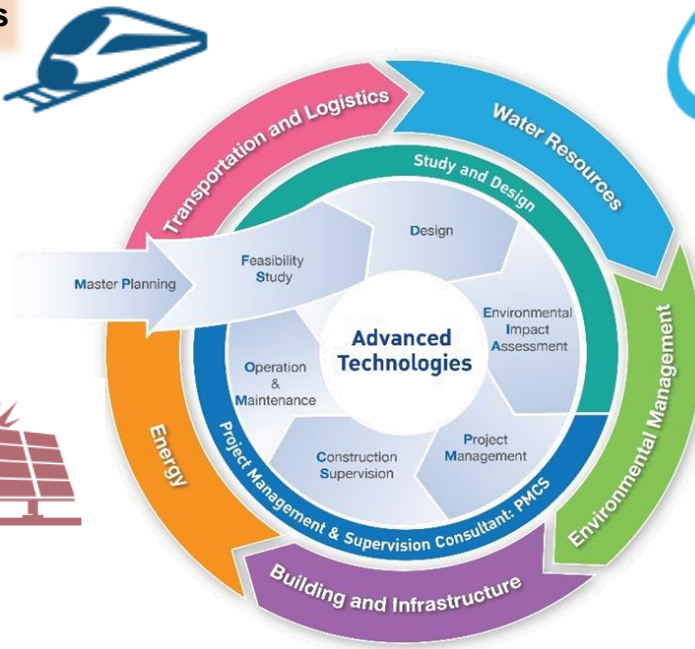 s
Transportation and Logistics
Water Resources
Study and Design
Design
Feasibility
Study
Master Planning
Environmental
Impact
Assessment
Advanced
Technologies
Operation
&
Maintenance
Project
Management
Construction
Supervision
Energy
Environmental Management
Project Management & Supervision Consultant: PMCS
Building and Infrastructure